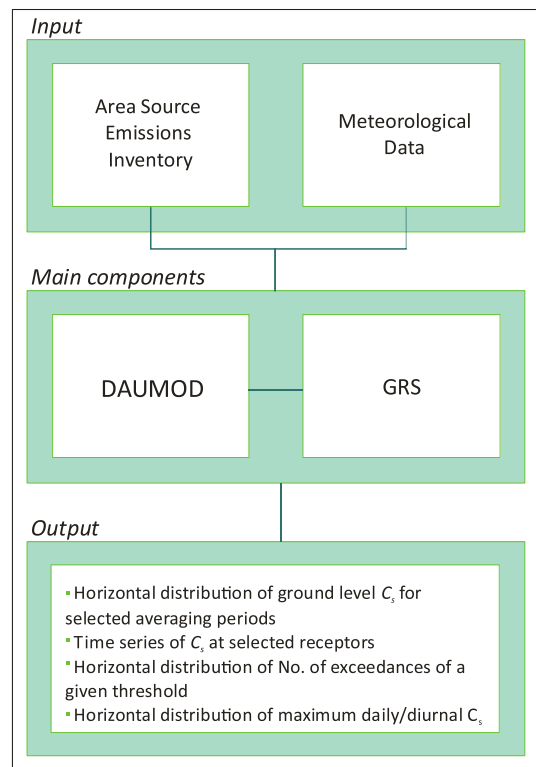 Input
Area Source
Emissions
Inventory
Meteorological
Data
Main components
DAUMOD
GRS
Output
▪ Horizontal distribution of ground level Cs for
selected averaging periods
▪ Time series of Cs at selected receptors
▪ Horizontal distribution of No. of exceedances of a
given threshold
▪ Horizontal distribution of maximum daily/diurnal Cs